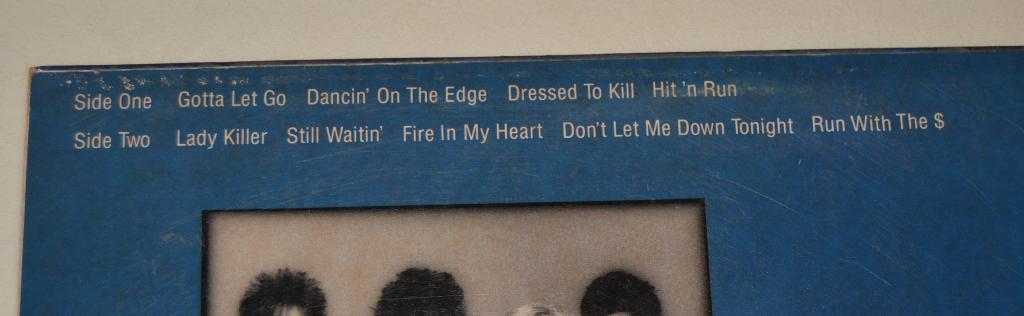 Side One Gotta Let Go Dancin' On The Edge Dressed To Kill Hit 'n Run
Side Two Lady Killer Still Waitin' Fire In My Heart Don't Let Me Down Tonight Run With The $